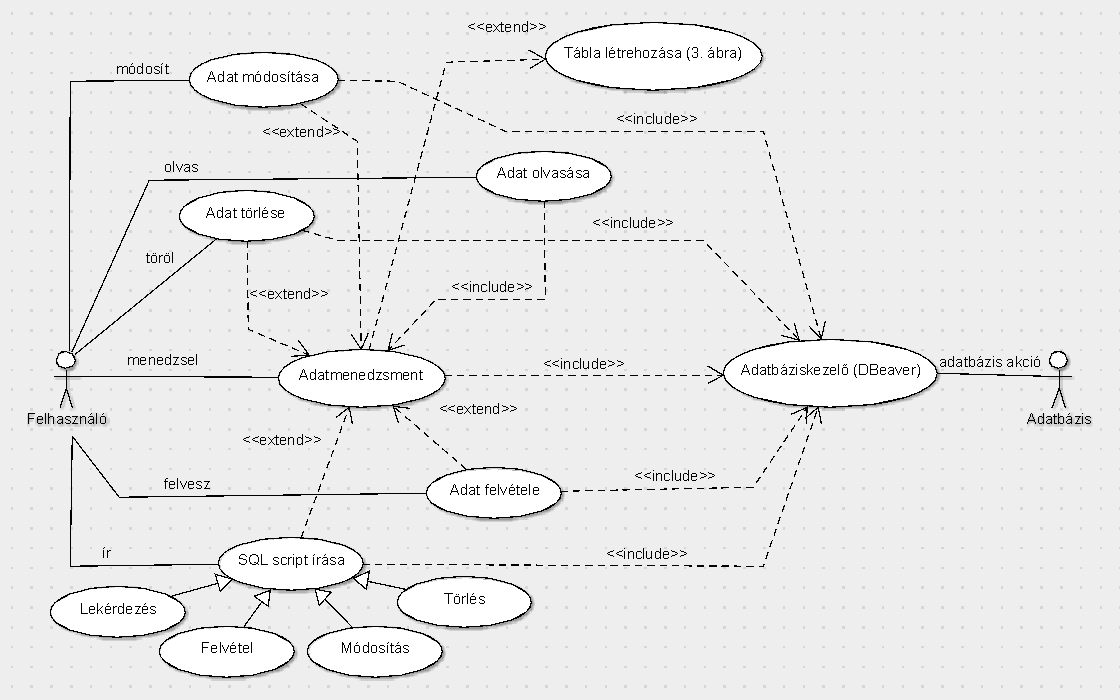 <<extend>>
Tábla létrehozása (3. ábra)
módosít
Adat módosítása
<<include>>
<<extend>>
olvas
Adat olvasása
Adat törlése
<<include>>
töröl
<<include>>
<<extend>>
menedzsel
<<include>>
adatbázis akció
Adatmenedzsment
Adatbáziskezelő (DBeaver)
Felhasználó
Adatbázis
<<extend>>
<<extend>>
<<include>>
felvesz
Adat felvétele
ír
SQL script írása
<<include>>
Lekérdezés
Törlés
Felvétel
Módosítás